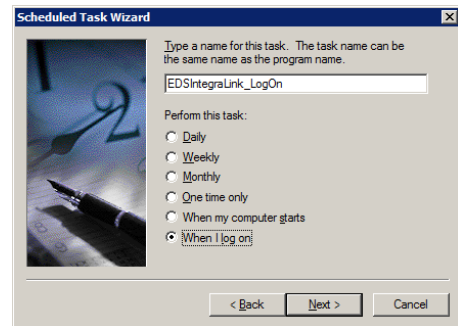 Scheduled Task Wizard
Type a name for this task. The task name can be
the same name as the program name.
EDSIntegraLink_LogOn
Perform this task:
Daily
Weekly
Monthly
One time only
When my computer starts
When I log on
< Back
Next >
Cancel